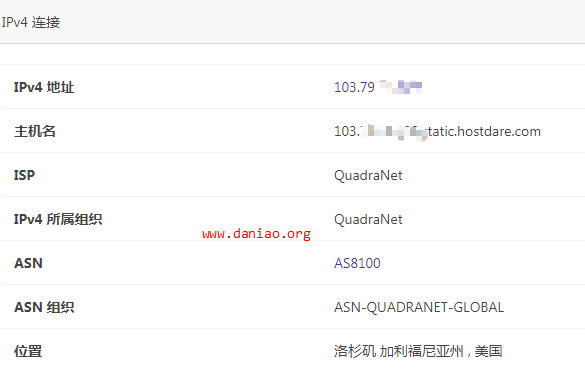 IPv4 连接
IPv4 地址 103.79
主机名 103. tatic.hostdare.com
ISP QuadraNet
IPv4 所属组织 QuadraNet
www.daniao.org
ASN AS8100
ASN 组织 ASN-QUADRANET-GLOBAL
位置 洛杉矶 加利福尼亚州 , 美国